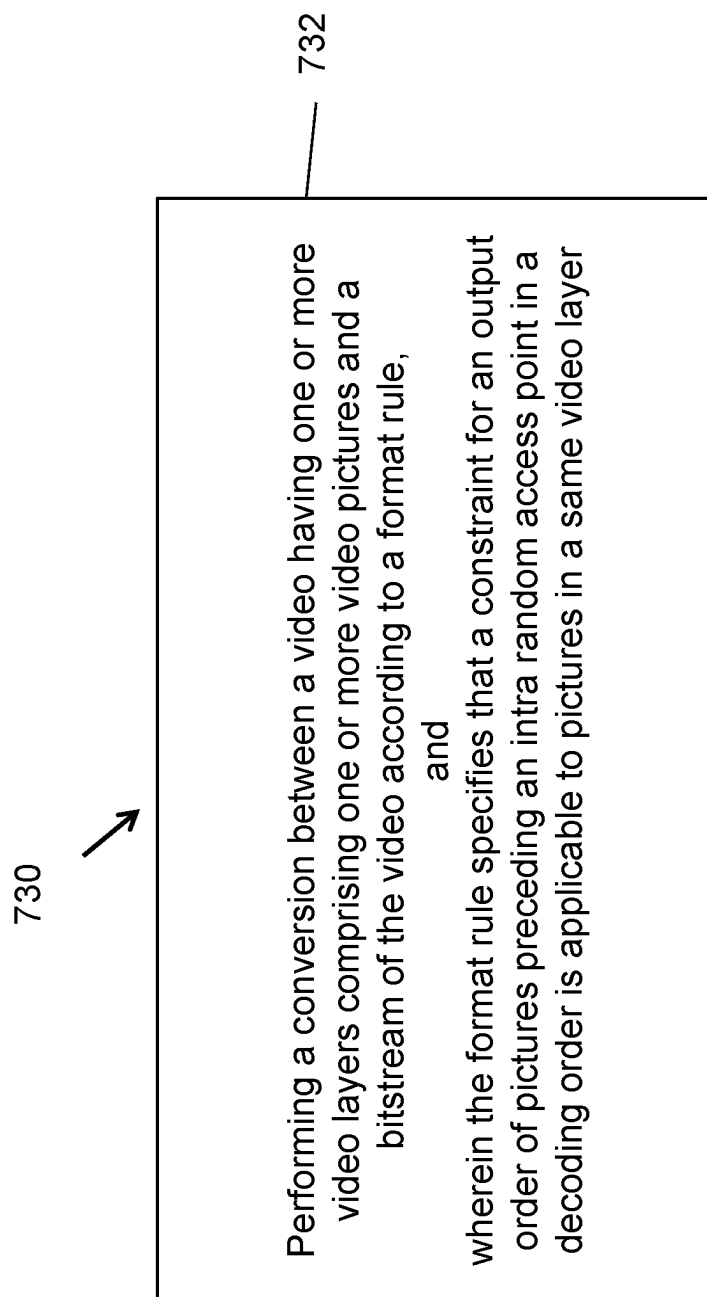 730
732
Performing a conversion between a video having one or more
video layers comprising one or more video pictures and a
bitstream of the video according to a format rule,
and
wherein the format rule specifies that a constraint for an output
order of pictures preceding an intra random access point in a
decoding order is applicable to pictures in a same video layer